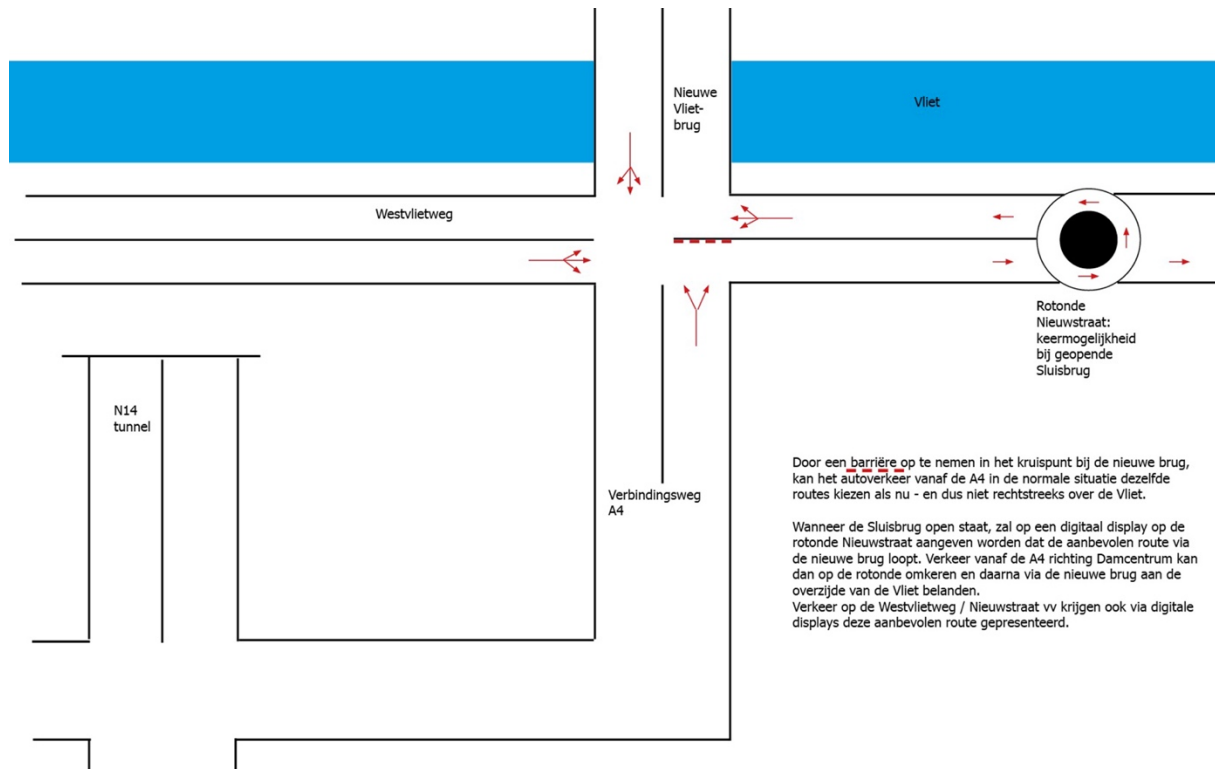 Nieuwe
Vliet-
brug
Vliet
Westvlietweg
Rotonde
Nieuwstraat:
keermogelijkheid
bij geopende
Sluisbrug
N14
tunnel
Verbindingsweg
A4
Door een barrière op te nemen in het kruispunt bij de nieuwe brug,
kan het autoverkeer vanaf de A4 in de normale situatie dezelfde
routes kiezen als nu - en dus niet rechtstreeks over de Vliet.
Wanneer de Sluisbrug open staat, zal op een digitaal display op de
rotonde Nieuwstraat aangeven worden dat de aanbevolen route via
de nieuwe brug loopt. Verkeer vanaf de A4 richting Damcentrum kan
dan op de rotonde omkeren en daarna via de nieuwe brug aan de
overzijde van de Vliet belanden.
Verkeer op de Westvlietweg / Nieuwstraat vv krijgen ook via digitale
displays deze aanbevolen route gepresenteerd.